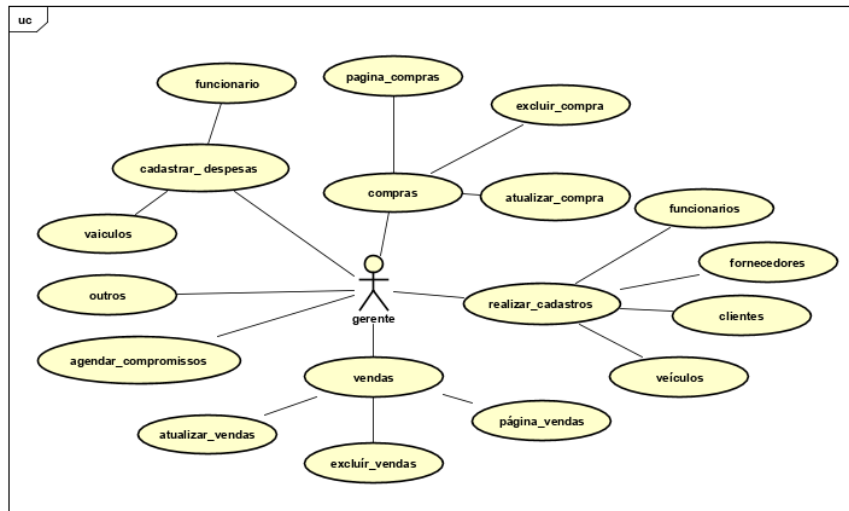 uc
funcionario
pagina_compras
excluir_compra
cadastrar_ despesas
compras
atualizar_compra
funcionarios
vaiculos
fornecedores
outros
realizar_cadastros
clientes
gerente
agendar_compromissos
vendas
veículos
atualizar_vendas
página_vendas
excluír_vendas